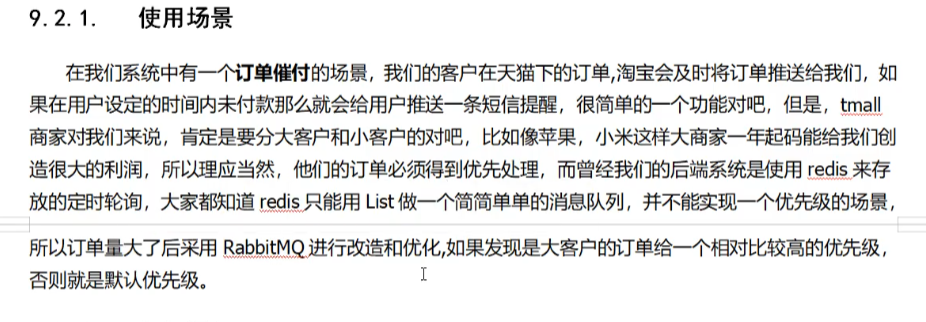 9.2.1. 使用场景
在我们系统中有一个订单催付的场景，我们的客户在天猫下的订单,淘宝会及时将订单推送给我们，如
果在用户设定的时间内未付款那么就会给用户推送一条短信提醒，很简单的一个功能对吧，但是，tmall
商家对我们来说，肯定是要分大客户和小客户的对吧，比如像苹果，小米这样大商家一年起码能给我们创
造很大的利润，所以理应当然，他们的订单必须得到优先处理，而曾经我们的后端系统是使用 redis 来存
放的定时轮询，大家都知道 redis 只能用 List 做一个简简单单的消息队列，并不能实现一个优先级的场景，
所以订单量大了后采用 RabbitMQ 进行改造和优化,如果发现是大客户的订单给一个相对比较高的优先级，
否则就是默认优先级。